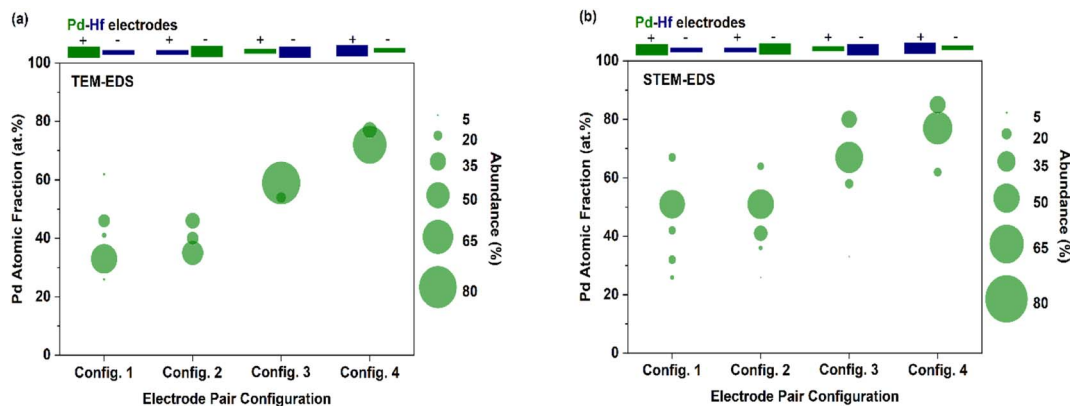 (a)
Pd-Hf electrodes
+ - + - + - + -
100
80
60
40
20
0
TEM-EDS
Pd Atomic Fraction (at.%)
Config. 1 Config. 2 Config. 3 Config. 4
Electrode Pair Configuration
5
20
35
50
65
80
Abundance (%)
(b)
Pd-Hf electrodes
+ - + - + - + -
100
80
60
40
20
0
STEM-EDS
Pd Atomic Fraction (at.%)
Config. 1 Config. 2 Config. 3 Config. 4
Electrode Pair Configuration
5
20
35
50
65
80
Abundance (%)